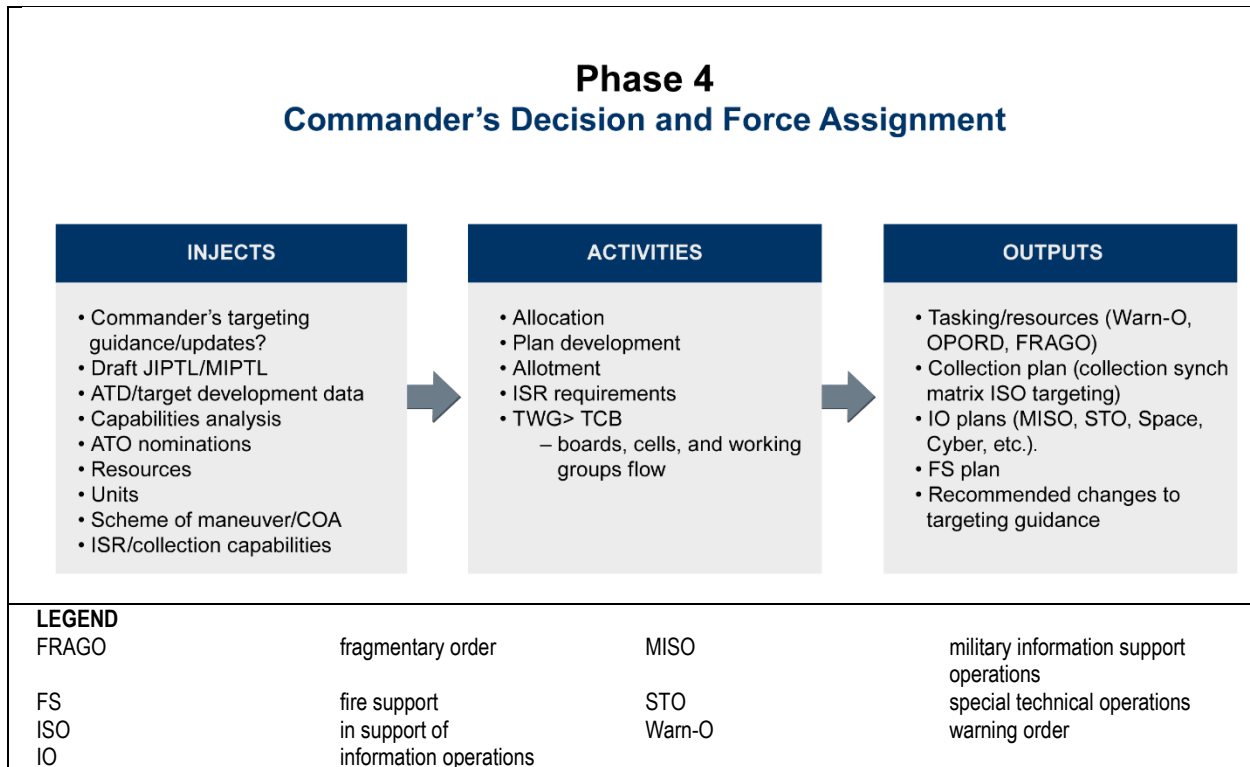 Phase 4
Commander’s Decision and Force Assignment
INJECTS
• Commander’s targeting
guidance/updates?
• Draft JIPTL/MIPTL
• ATD/target development data
• Capabilities analysis
• ATO nominations
• Resources
• Units
• Scheme of maneuver/COA
• ISR/collection capabilities
ACTIVITIES
• Allocation
• Plan development
• Allotment
• ISR requirements
• TWG> TCB
– boards, cells, and working
groups flow
OUTPUTS
• Tasking/resources (Warn-O,
OPORD, FRAGO)
• Collection plan (collection synch
matrix ISO targeting)
• IO plans (MISO, STO, Space,
Cyber, etc.).
• FS plan
• Recommended changes to
targeting guidance
LEGEND
FRAGO fragmentary order MISO military information support
operations
FS fire support STO special technical operations
ISO in support of Warn-O warning order
IO information operations